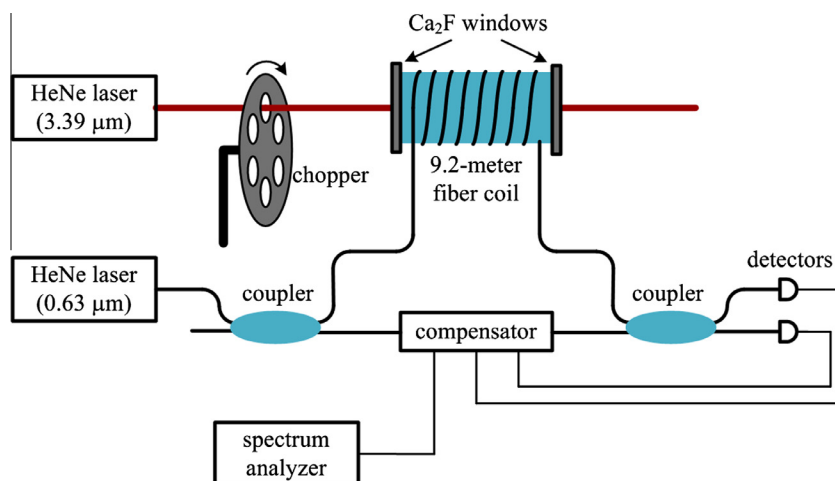 Ca₂F windows
HeNe laser
(3.39 μm)
chopper
9.2-meter
fiber coil
HeNe laser
(0.63 μm)
coupler
compensator
coupler
detectors
spectrum
analyzer